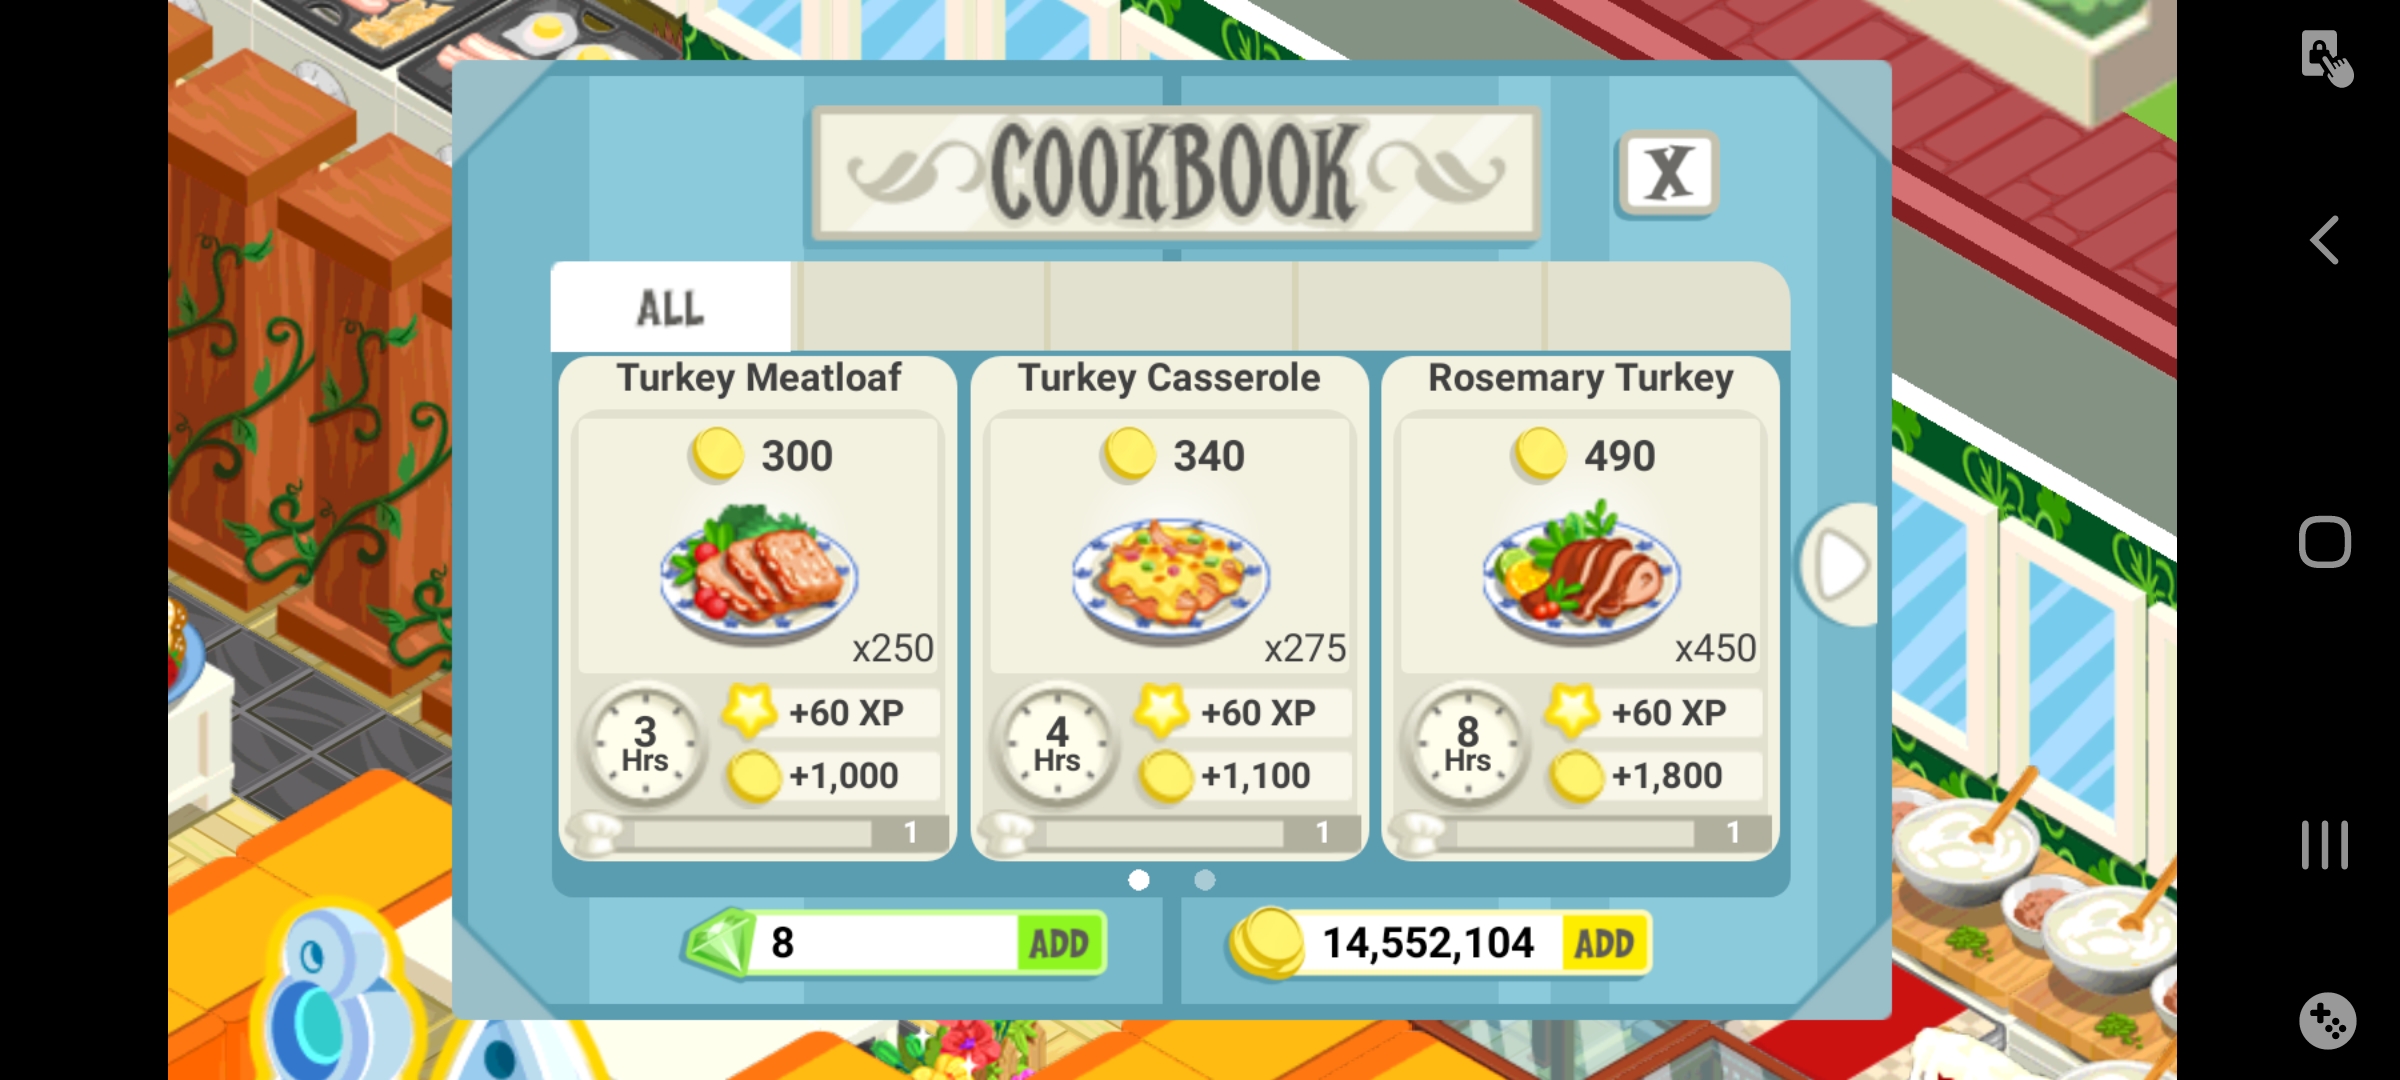 COOKBOOK
X
ALL
Turkey Meatloaf
300
x250
3
Hrs
+60 XP
+1,000
1
Turkey Casserole
340
x275
4
Hrs
+60 XP
+1,100
1
Rosemary Turkey
490
x450
8
Hrs
+60 XP
+1,800
1
8
ADD
14,552,104
ADD